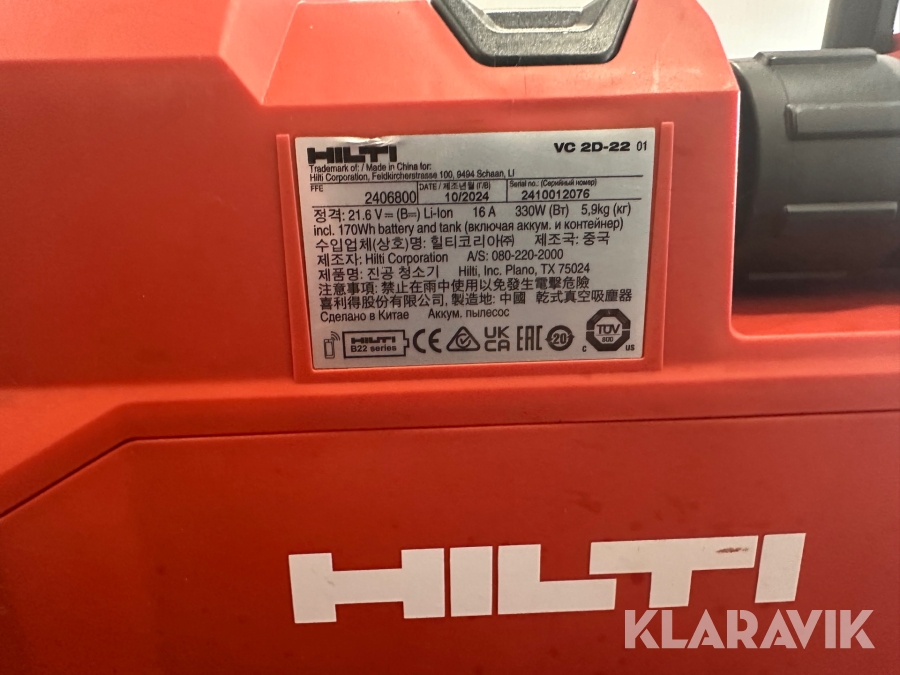 HILTI VC 2D-22 01
Trademark of: / Made in China for:
Hilti Corporation, Feldkircherstrasse 100, 9494 Schaan, LI
FFE 2406800 DATE / 제조년월 (Г/В) 10/2024 Serial no.: (Серийный номер) 2410012076
정격: 21.6 V⎓ (B⎓) Li-Ion 16 A 330W (Вт) 5,9kg (кг)
incl. 170Wh battery and tank (включая аккум. и контейнер)
수입업체(상호)명: 힐티코리아㈜ 제조국: 중국
제조자: Hilti Corporation A/S: 080-220-2000
제품명: 진공 청소기 Hilti, Inc. Plano, TX 75024
注意事項: 禁止在雨中使用以免發生電擊危險
喜利得股份有限公司, 製造地: 中國 乾式真空吸塵器
Сделано в Китае Аккум. пылесос
HILTI B22 series CE UK CA EAC 20 c TÜV 800 US
HILTI
KLARAVIK